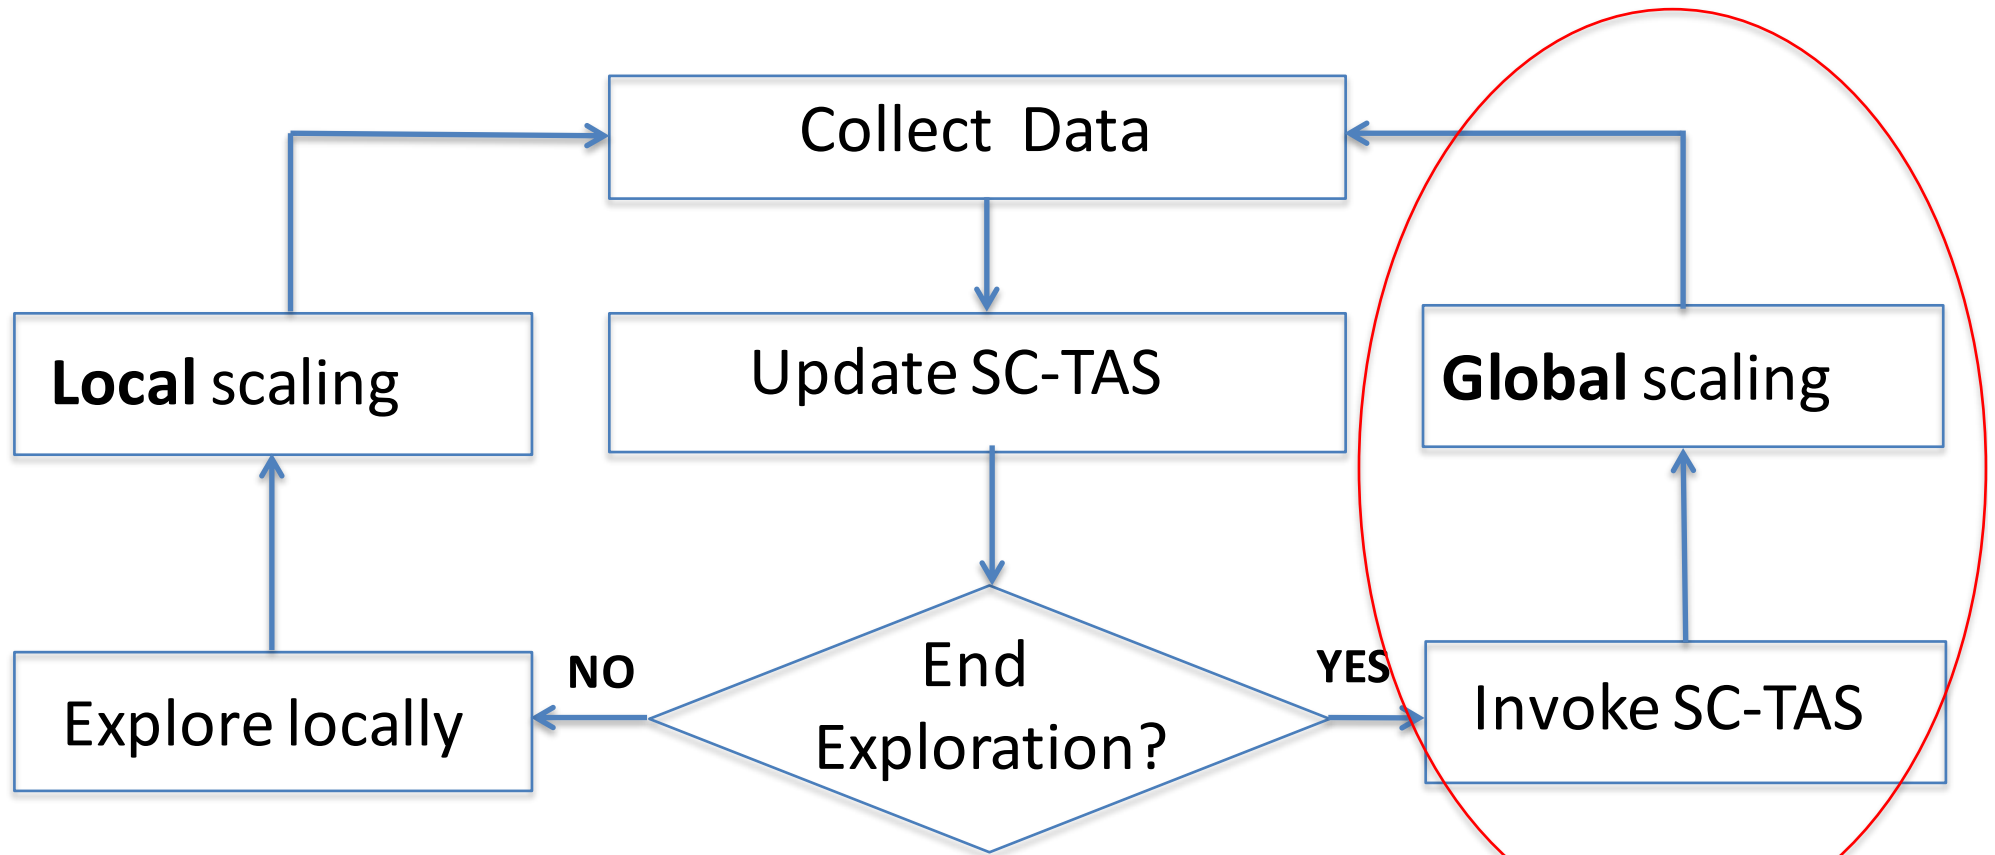 Collect Data
Local scaling
Update SC-TAS
Global scaling
Explore locally
NO
End
Exploration?
YES
Invoke SC-TAS